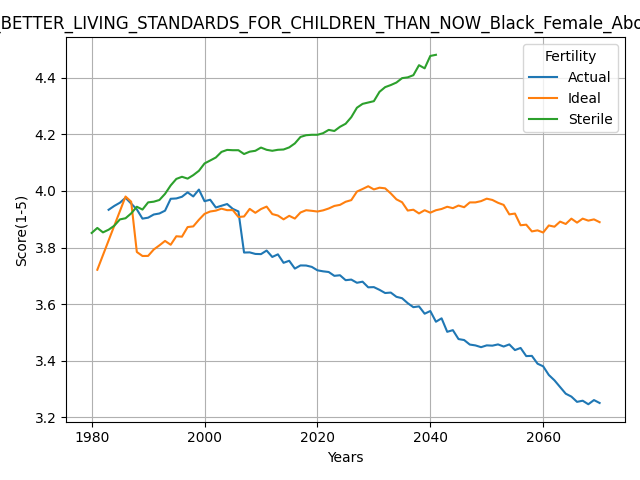 _BETTER_LIVING_STANDARDS_FOR_CHILDREN_THAN_NOW_Black_Female_Abo
Fertility
Actual
Ideal
Sterile
4.4
4.2
4.0
3.8
3.6
3.4
3.2
Score(1-5)
1980 2000 2020 2040 2060
Years